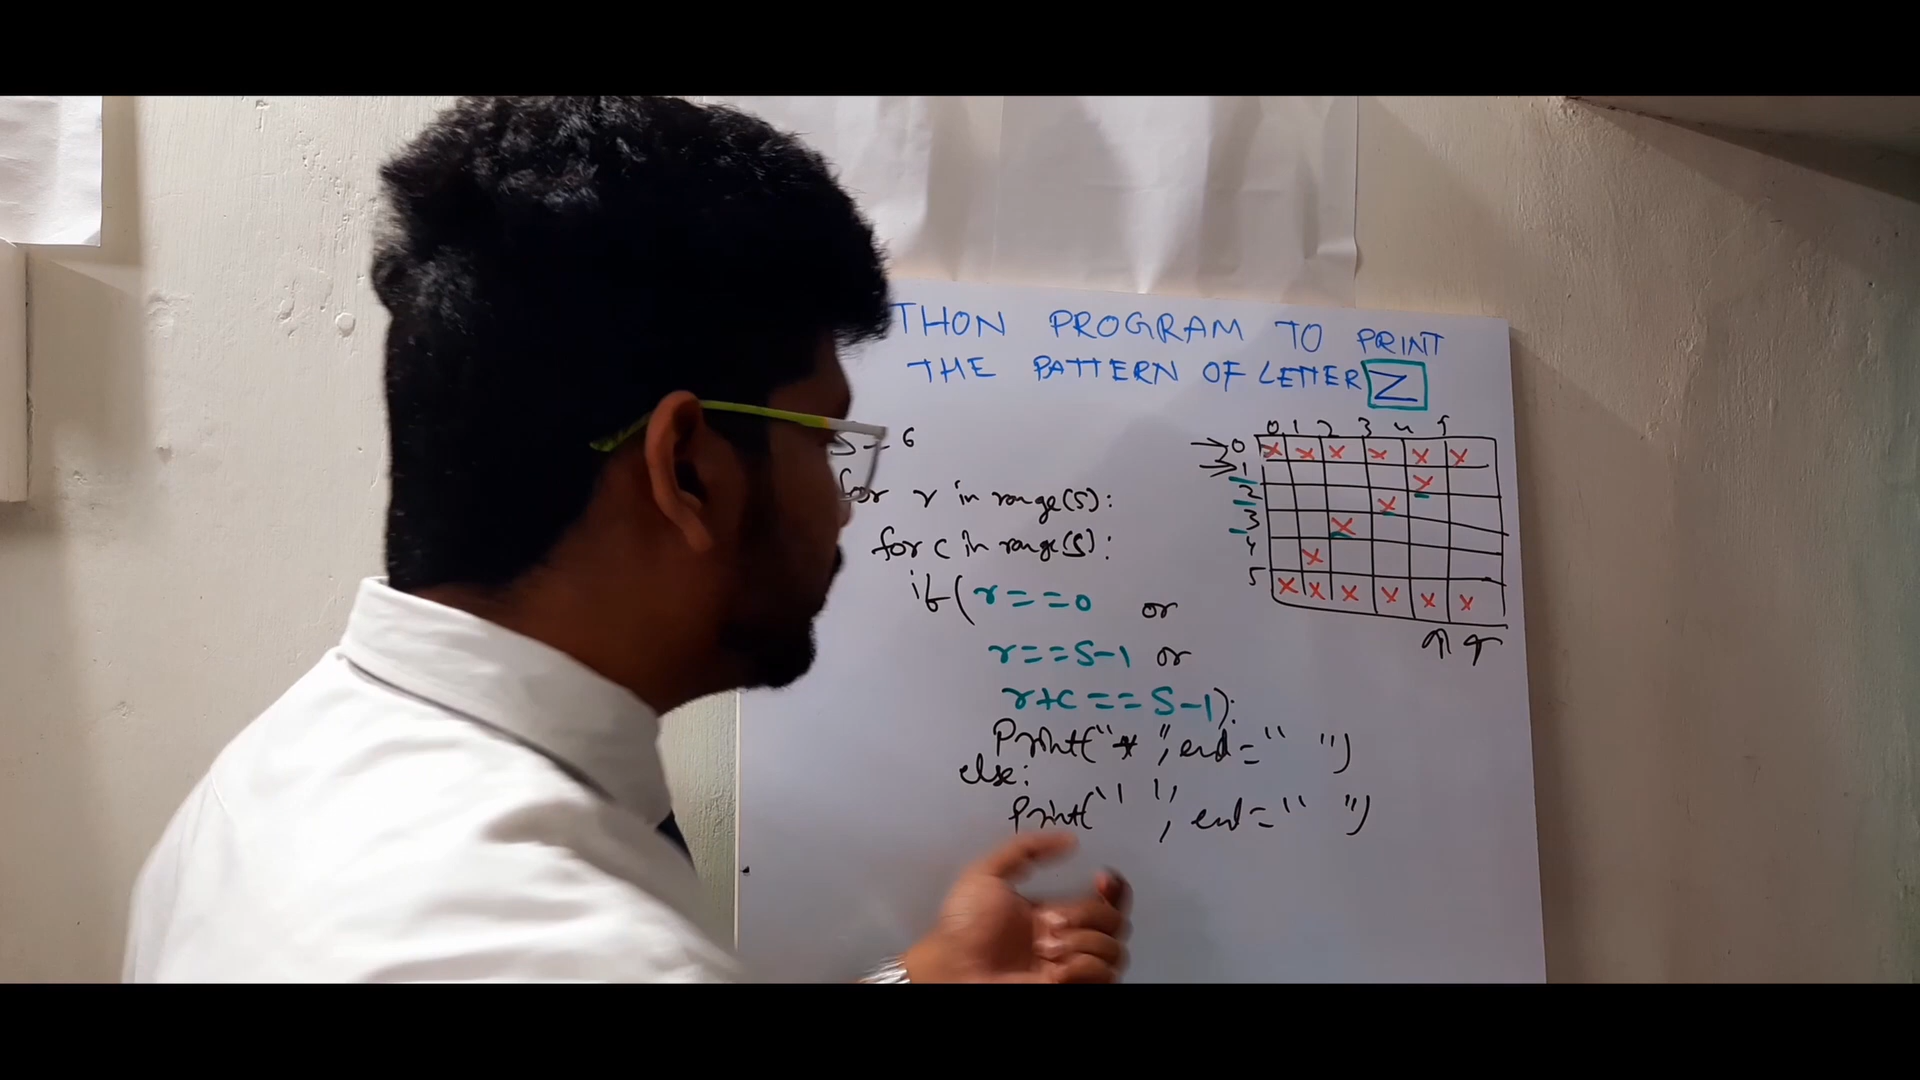 THON PROGRAM TO PRINT
THE PATTERN OF LETTER Z
S = 6
for r in range(S):
for c in range(S):
if (r==0 or
r==S-1 or
r+c==S-1):
Print("*", end=" ")
else:
Print(" ", end=" ")
0 1 2 3 4 5
0 X X X X X X
1 X
2 X
3 X
4 X
5 X X X X X X